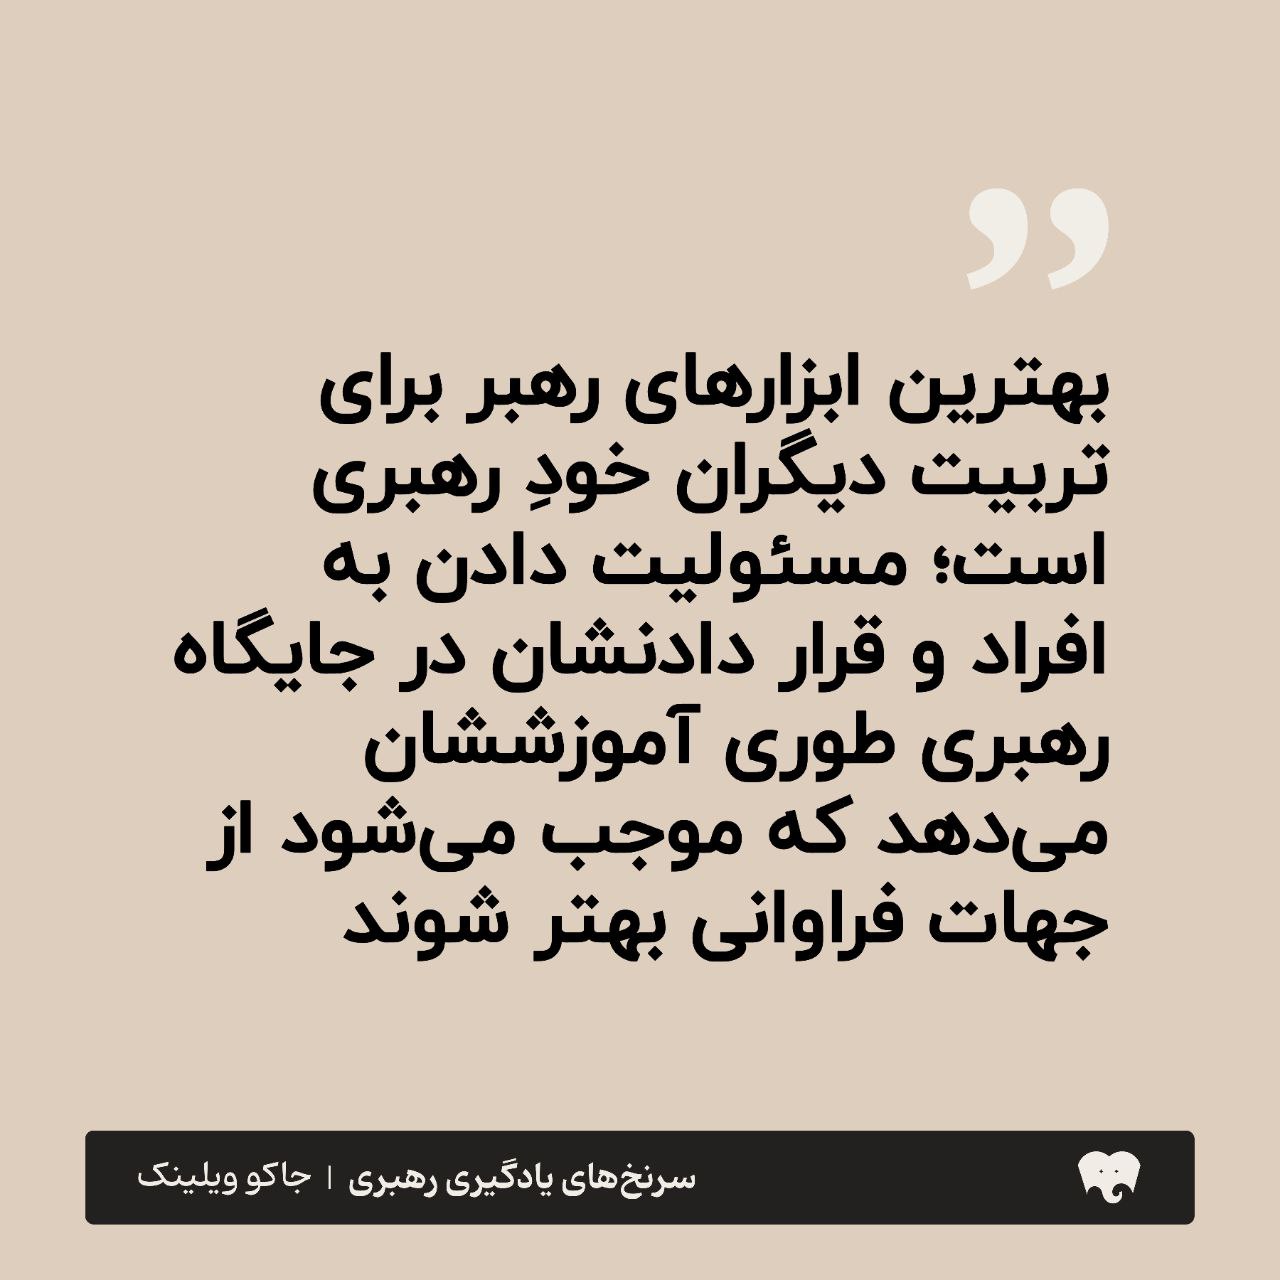 ”
بهترین ابزارهای رهبر برای
تربیت دیگران خودِ رهبری
است؛ مسئولیت دادن به
افراد و قرار دادنشان در جایگاه
رهبری طوری آموزششان
می‌دهد که موجب می‌شود از
جهات فراوانی بهتر شوند
سرنخ‌های یادگیری رهبری | جاکو ویلینک